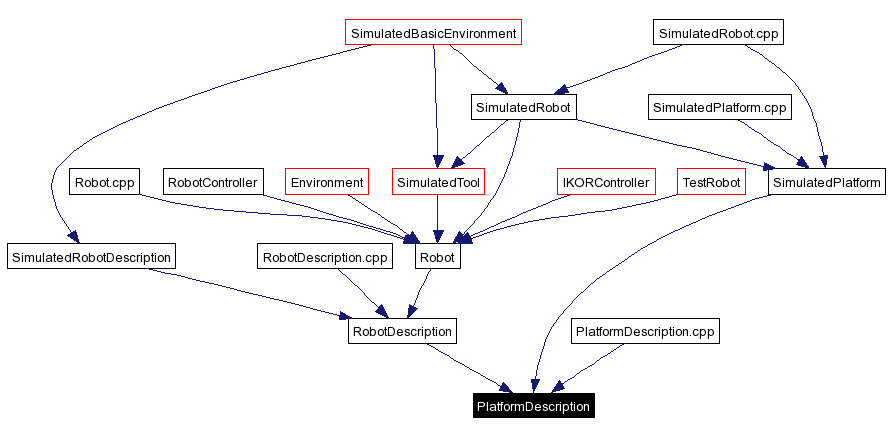 SimulatedBasicEnvironment
SimulatedRobot.cpp
SimulatedRobot
SimulatedPlatform.cpp
Robot.cpp
RobotController
Environment
SimulatedTool
IKORController
TestRobot
SimulatedPlatform
SimulatedRobotDescription
RobotDescription.cpp
Robot
RobotDescription
PlatformDescription.cpp
PlatformDescription